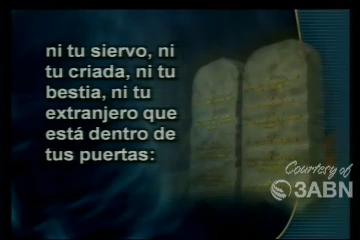 ni tu siervo, ni
tu criada, ni tu
bestia, ni tu
extranjero que
está dentro de
tus puertas:
Courtesy of
3ABN